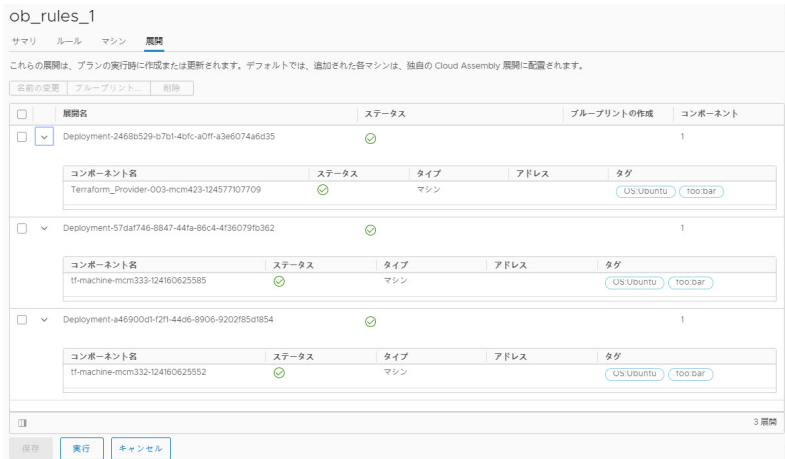 ob_rules_1
サマリ ルール マシン 展開
これらの展開は、プランの実行時に作成または更新されます。デフォルトでは、追加された各マシンは、独自の Cloud Assembly 展開に配置されます。
名前の変更 ブループリント... 削除
展開名 ステータス ブループリントの作成 コンポーネント
Deployment-2468b529-b7b1-4bfc-a0ff-a3e6074a6d35 1
コンポーネント名 ステータス タイプ アドレス タグ
Terraform_Provider-003-mcm423-124577107709 マシン OS:Ubuntu foo:bar
Deployment-57daf746-8847-44fa-86c4-4f36079fb362 1
コンポーネント名 ステータス タイプ アドレス タグ
tf-machine-mcm333-124160625585 マシン OS:Ubuntu foo:bar
Deployment-a46900d1-f2f1-44d6-8906-9202f85d1854 1
コンポーネント名 ステータス タイプ アドレス タグ
tf-machine-mcm332-124160625552 マシン OS:Ubuntu foo:bar
3 展開
保存 実行 キャンセル